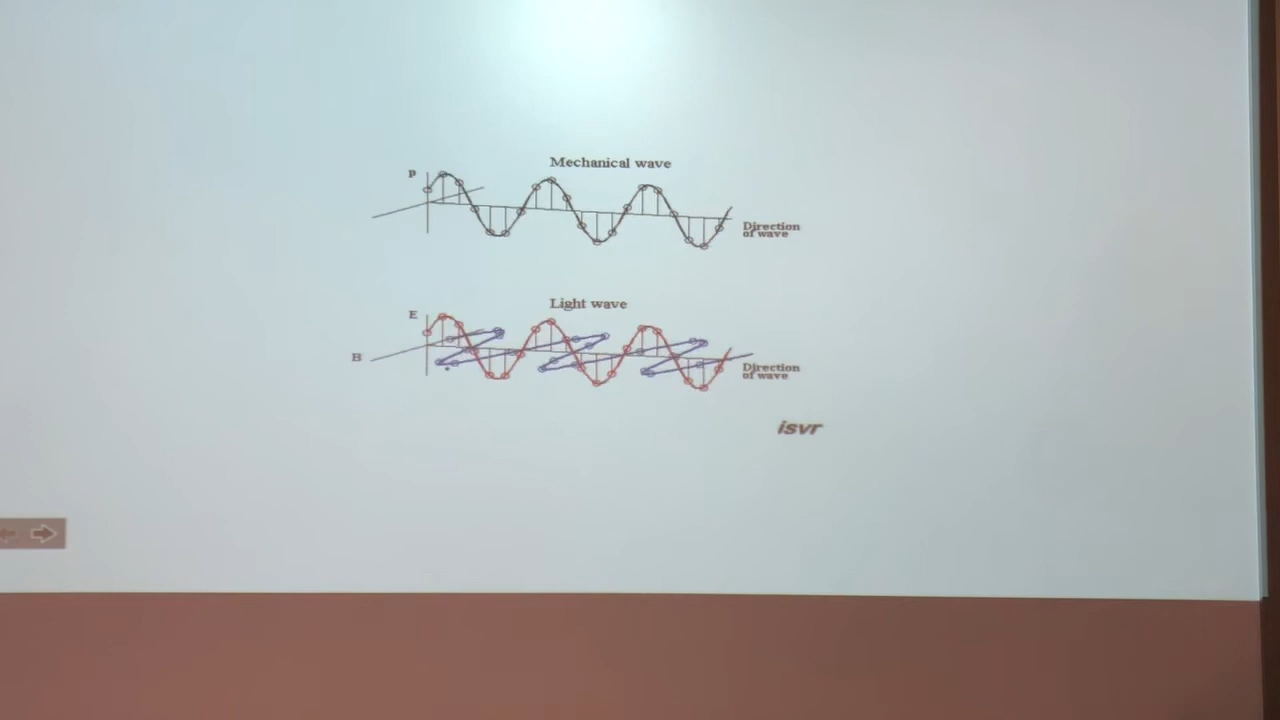 Mechanical wave
P
Direction
of wave
Light wave
E
B
Direction
of wave
isvr